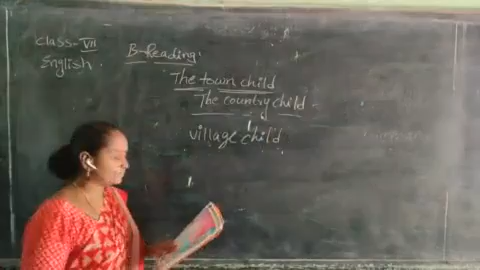 class- VII
English.
B-Reading:
The town child
The country child
village child